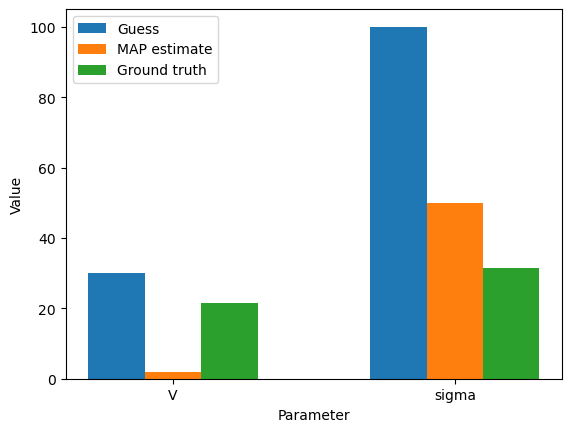 Guess
MAP estimate
Ground truth
100
80
60
40
20
0
Value
V
sigma
Parameter